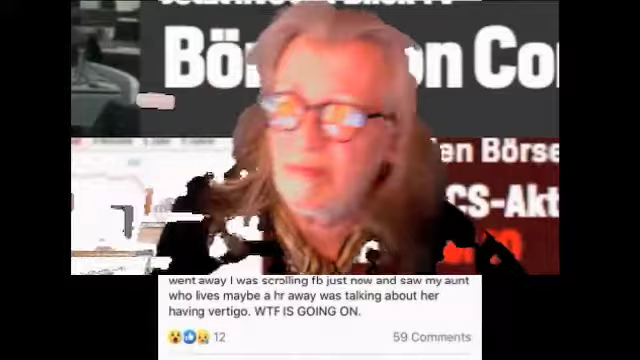 Bör
on Co
en Börse
CS-Akt
went away I was scrolling fb just now and saw my aunt
who lives maybe a hr away was talking about her
having vertigo. WTF IS GOING ON.
12
59 Comments